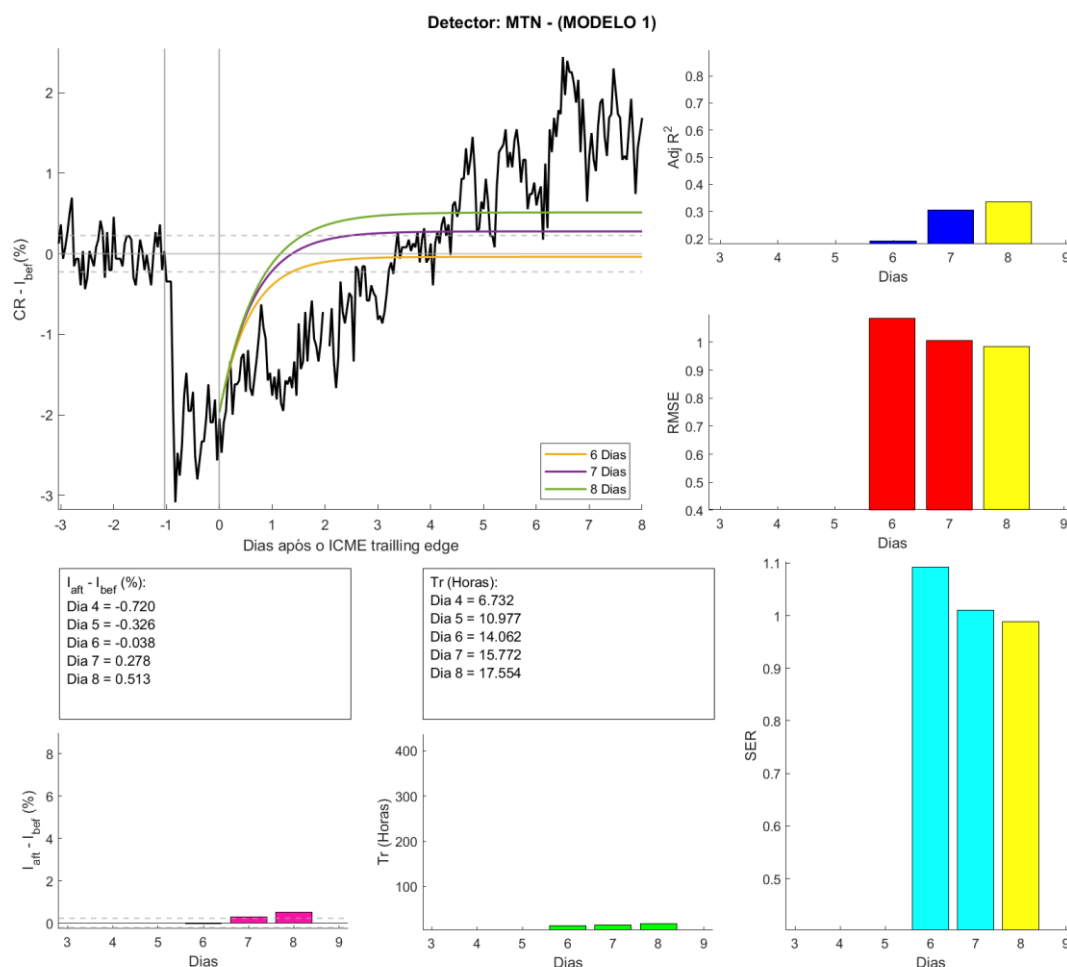 Detector: MTN - (MODELO 1)
CR - I_bef (%)
2
1
0
-1
-2
-3
-3 -2 -1 0 1 2 3 4 5 6 7 8
Dias após o ICME trailling edge
6 Dias
7 Dias
8 Dias
Adj R²
0.8
0.7
0.6
0.5
0.4
0.3
0.2
3 4 5 6 7 8 9
Dias
RMSE
1
0.9
0.8
0.7
0.6
0.5
0.4
3 4 5 6 7 8 9
Dias
I_aft - I_bef (%):
Dia 4 = -0.720
Dia 5 = -0.326
Dia 6 = -0.038
Dia 7 = 0.278
Dia 8 = 0.513
Tr (Horas)
Dia 4 = 6.732
Dia 5 = 10.977
Dia 6 = 14.062
Dia 7 = 15.772
Dia 8 = 17.554
I_aft - I_bef (%)
8
6
4
2
0
3 4 5 6 7 8 9
Dias
Tr (Horas)
400
300
200
100
3 4 5 6 7 8 9
Dias
SER
1.1
1
0.9
0.8
0.7
0.6
0.5
3 4 5 6 7 8 9
Dias